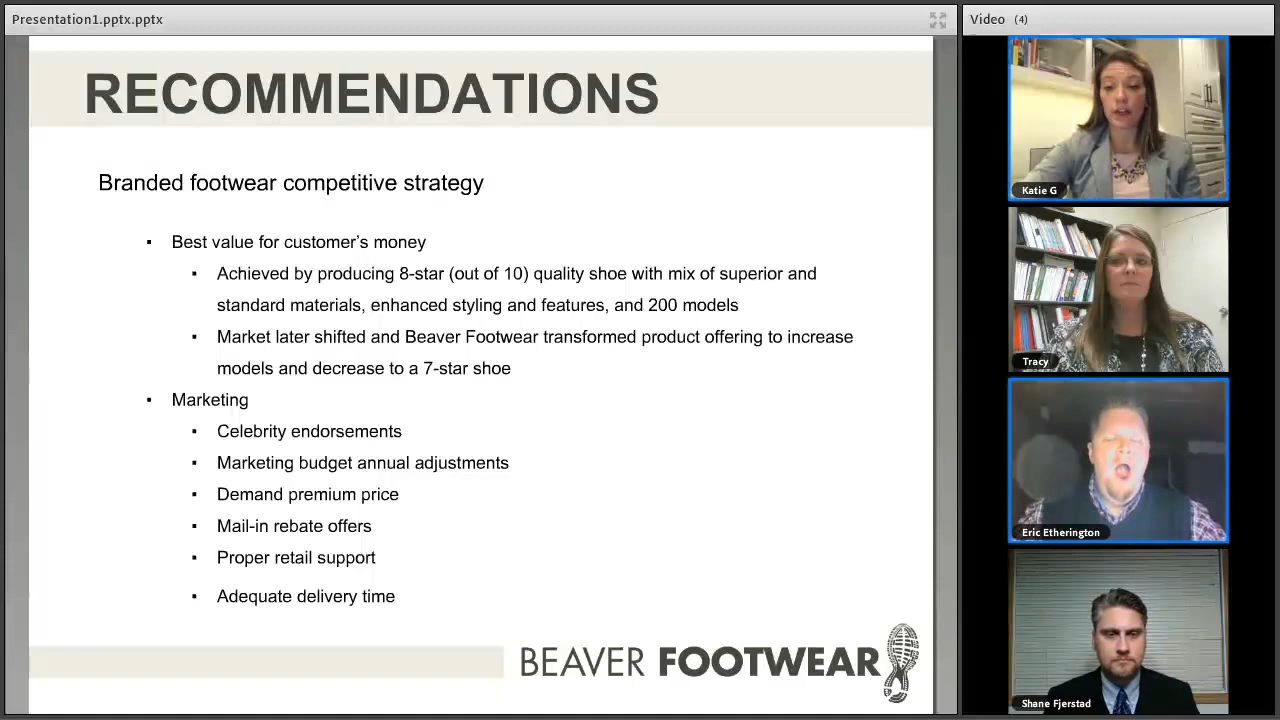 Presentation1.pptx.pptx
Video (4)
RECOMMENDATIONS
Branded footwear competitive strategy
▪ Best value for customer’s money
▪ Achieved by producing 8-star (out of 10) quality shoe with mix of superior and
standard materials, enhanced styling and features, and 200 models
▪ Market later shifted and Beaver Footwear transformed product offering to increase
models and decrease to a 7-star shoe
▪ Marketing
▪ Celebrity endorsements
▪ Marketing budget annual adjustments
▪ Demand premium price
▪ Mail-in rebate offers
▪ Proper retail support
▪ Adequate delivery time
BEAVER FOOTWEAR
Katie G
Tracy
Eric Etherington
Shane Fjerstad